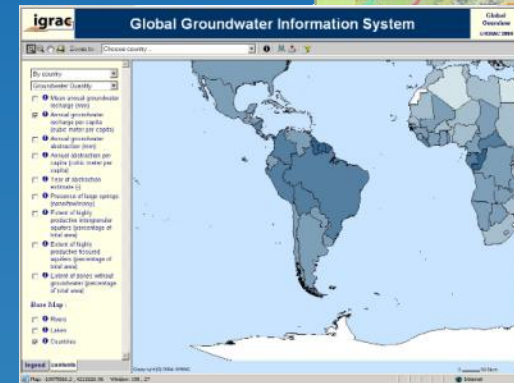 igrac
Global Groundwater Information System
Global
Overview
©IGRAC 2004
Zoom to: Choose country
By country
Groundwater Quantity
Mean annual groundwater
recharge (mm)
Annual groundwater
recharge per capita
(cubic meter per capita)
Annual groundwater
abstraction (mm)
Annual abstraction per
capita (cubic meter per
capita)
Year of abstraction
estimate (-)
Presence of large springs
Extent of highly
productive intergranular
aquifers (percentage of
total area)
Extent of highly
productive fissured
aquifers (percentage of
total area)
Extent of zones without
groundwater (percentage
of total area)
Base Map :
Rivers
Lakes
Countries
legend contents
Internet